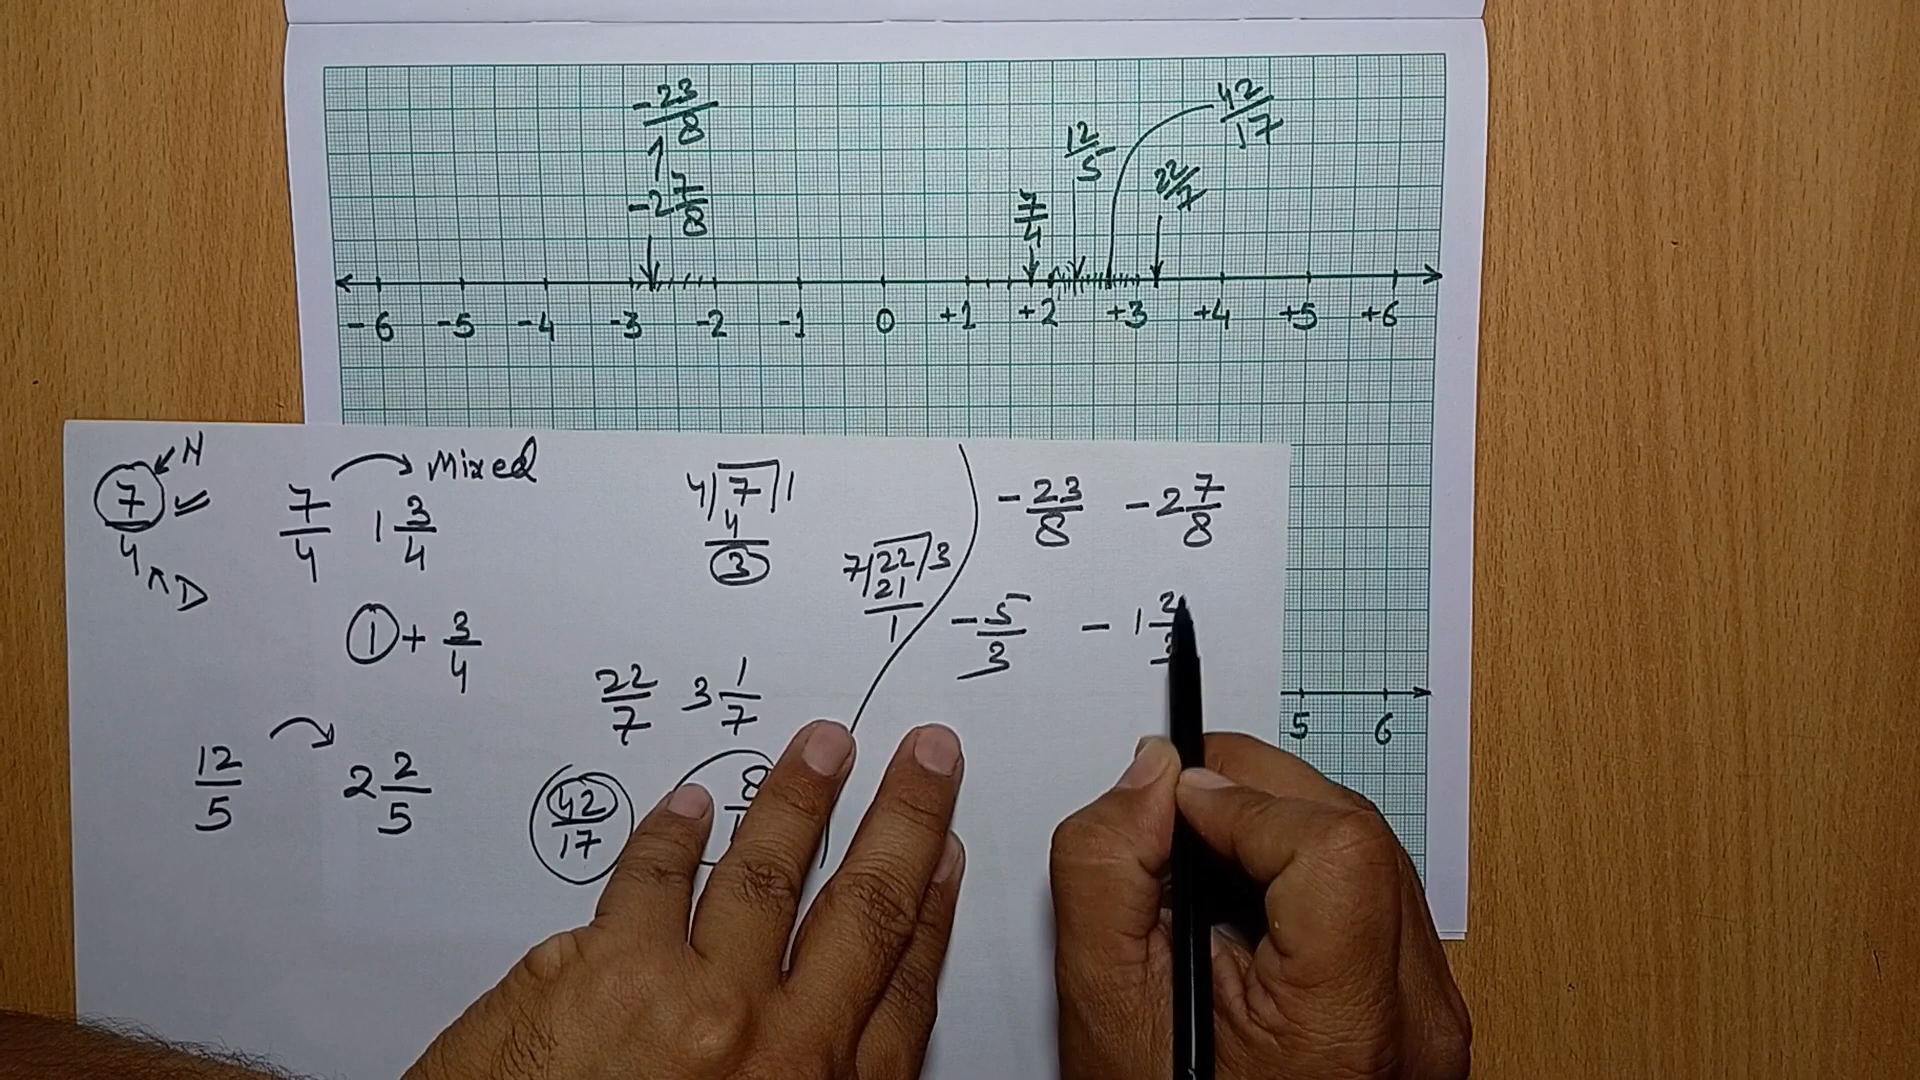 -23/8
42/17
12/5
-2 7/8
22/7
7/4
-6 -5 -4 -3 -2 -1 0 +1 +2 +3 +4 +5 +6
7/4 N D
7/4 1 3/4 Mixed
4 7 1
4
3
-23/8 -2 7/8
7 22 3
21
1
1 + 3/4
-5/3 -1
22/7 3 1/7
5 6
12/5 2 2/5
42/17 8